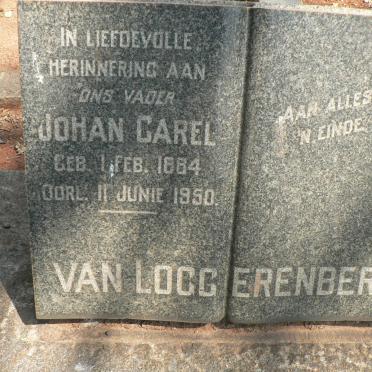 IN LIEFDEVOLLE
HERINNERING AAN
ONS VADER
JOHAN CAREL
GEB. 1 FEB. 1884
OORL. 11 JUNIE 1950
AAN ALLES
'N EINDE.
VAN LOGGERENBER